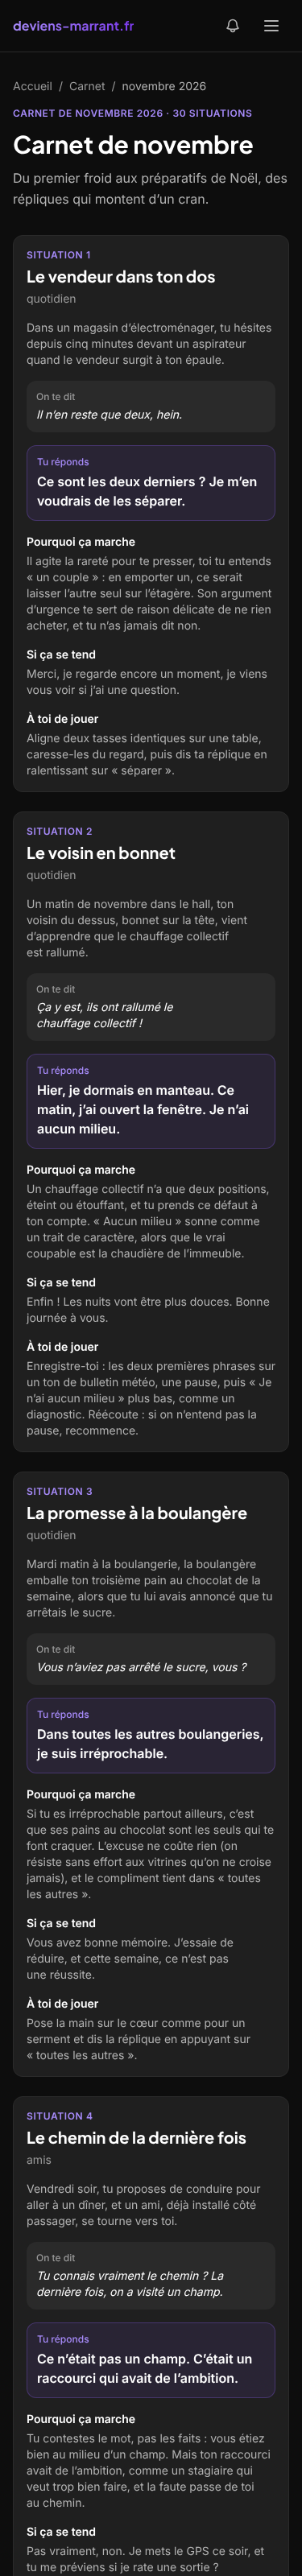 deviens-marrant.fr
Accueil / Carnet / novembre 2026
CARNET DE NOVEMBRE 2026 · 30 SITUATIONS
Carnet de novembre
Du premier froid aux préparatifs de Noël, des
répliques qui montent d’un cran.
SITUATION 1
Le vendeur dans ton dos
quotidien
Dans un magasin d’électroménager, tu hésites
depuis cinq minutes devant un aspirateur
quand le vendeur surgit à ton épaule.
On te dit
Il n’en reste que deux, hein.
Tu réponds
Ce sont les deux derniers ? Je m’en
voudrais de les séparer.
Pourquoi ça marche
Il agite la rareté pour te presser, toi tu entends
« un couple » : en emporter un, ce serait
laisser l’autre seul sur l’étagère. Son argument
d’urgence te sert de raison délicate de ne rien
acheter, et tu n’as jamais dit non.
Si ça se tend
Merci, je regarde encore un moment, je viens
vous voir si j’ai une question.
À toi de jouer
Aligne deux tasses identiques sur une table,
caresse-les du regard, puis dis ta réplique en
ralentissant sur « séparer ».
SITUATION 2
Le voisin en bonnet
quotidien
Un matin de novembre dans le hall, ton
voisin du dessus, bonnet sur la tête, vient
d’apprendre que le chauffage collectif
est rallumé.
On te dit
Ça y est, ils ont rallumé le
chauffage collectif !
Tu réponds
Hier, je dormais en manteau. Ce
matin, j’ai ouvert la fenêtre. Je n’ai
aucun milieu.
Pourquoi ça marche
Un chauffage collectif n’a que deux positions,
éteint ou étouffant, et tu prends ce défaut à
ton compte. « Aucun milieu » sonne comme
un trait de caractère, alors que le vrai
coupable est la chaudière de l’immeuble.
Si ça se tend
Enfin ! Les nuits vont être plus douces. Bonne
journée à vous.
À toi de jouer
Enregistre-toi : les deux premières phrases sur
un ton de bulletin météo, une pause, puis « Je
n’ai aucun milieu » plus bas, comme un
diagnostic. Réécoute : si on n’entend pas la
pause, recommence.
SITUATION 3
La promesse à la boulangère
quotidien
Mardi matin à la boulangerie, la boulangère
emballe ton troisième pain au chocolat de la
semaine, alors que tu lui avais annoncé que tu
arrêtais le sucre.
On te dit
Vous n’aviez pas arrêté le sucre, vous ?
Tu réponds
Dans toutes les autres boulangeries,
je suis irréprochable.
Pourquoi ça marche
Si tu es irréprochable partout ailleurs, c’est
que ses pains au chocolat sont les seuls qui te
font craquer. L’excuse ne coûte rien (on
résiste sans effort aux vitrines qu’on ne croise
jamais), et le compliment tient dans « toutes
les autres ».
Si ça se tend
Vous avez bonne mémoire. J’essaie de
réduire, et cette semaine, ce n’est pas
une réussite.
À toi de jouer
Pose la main sur le cœur comme pour un
serment et dis la réplique en appuyant sur
« toutes les autres ».
SITUATION 4
Le chemin de la dernière fois
amis
Vendredi soir, tu proposes de conduire pour
aller à un dîner, et un ami, déjà installé côté
passager, se tourne vers toi.
On te dit
Tu connais vraiment le chemin ? La
dernière fois, on a visité un champ.
Tu réponds
Ce n’était pas un champ. C’était un
raccourci qui avait de l’ambition.
Pourquoi ça marche
Tu contestes le mot, pas les faits : vous étiez
bien au milieu d’un champ. Mais ton raccourci
avait de l’ambition, comme un stagiaire qui
veut trop bien faire, et la faute passe de toi
au chemin.
Si ça se tend
Pas vraiment, non. Je mets le GPS ce soir, et
tu me préviens si je rate une sortie ?